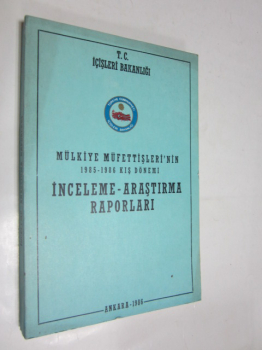 T. C.
İÇİŞLERİ BAKANLIĞI
MÜLKİYE MÜFETTİŞLERİ'NİN
1985-1986 KIŞ DÖNEMİ
İNCELEME - ARAŞTIRMA
RAPORLARI
ANKARA - 1986